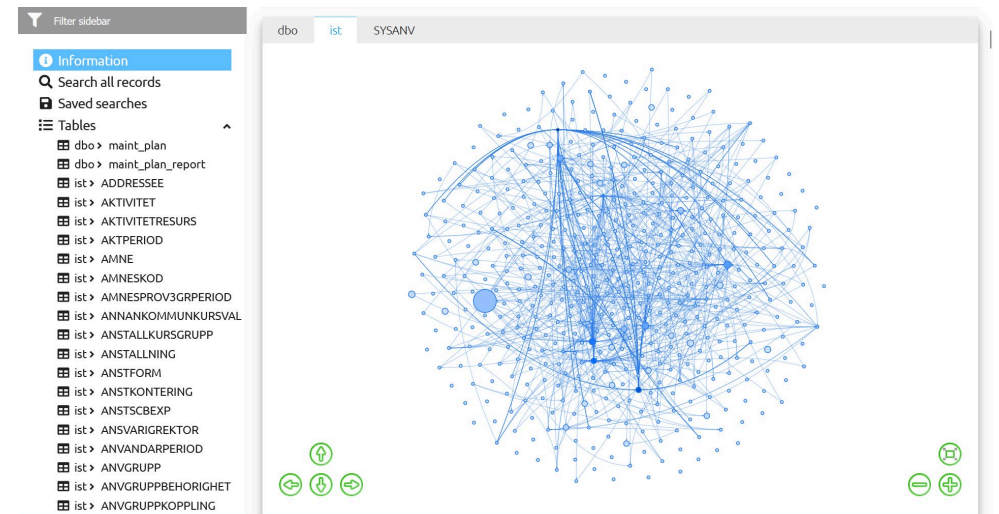 Filter sidebar
Information
Search all records
Saved searches
Tables
dbo > maint_plan
dbo > maint_plan_report
ist > ADDRESSEE
ist > AKTIVITET
ist > AKTIVITETRESURS
ist > AKTPERIOD
ist > AMNE
ist > AMNESKOD
ist > AMNESPROV3GRPERIOD
ist > ANNANKOMMUNKURSVAL
ist > ANSTALLKURSGRUPP
ist > ANSTALLNING
ist > ANSTFORM
ist > ANSTKONTERING
ist > ANSTSCBEXP
ist > ANSVARIGREKTOR
ist > ANVANDARPERIOD
ist > ANVGRUPP
ist > ANVGRUPPBEHORIGHET
ist > ANVGRUPPKOPPLING
dbo ist SYSANV